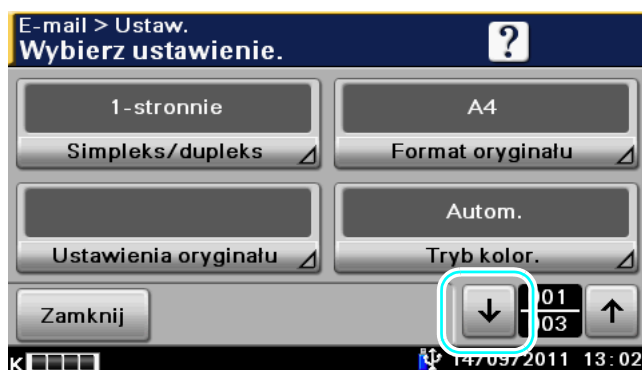 E-mail > Ustaw.
Wybierz ustawienie.
?
1-stronnie
A4
Simpleks/dupleks
Format oryginału
Autom.
Ustawienia oryginału
Tryb kolor.
Zamknij
001
003
K
14/09/2011 13:02